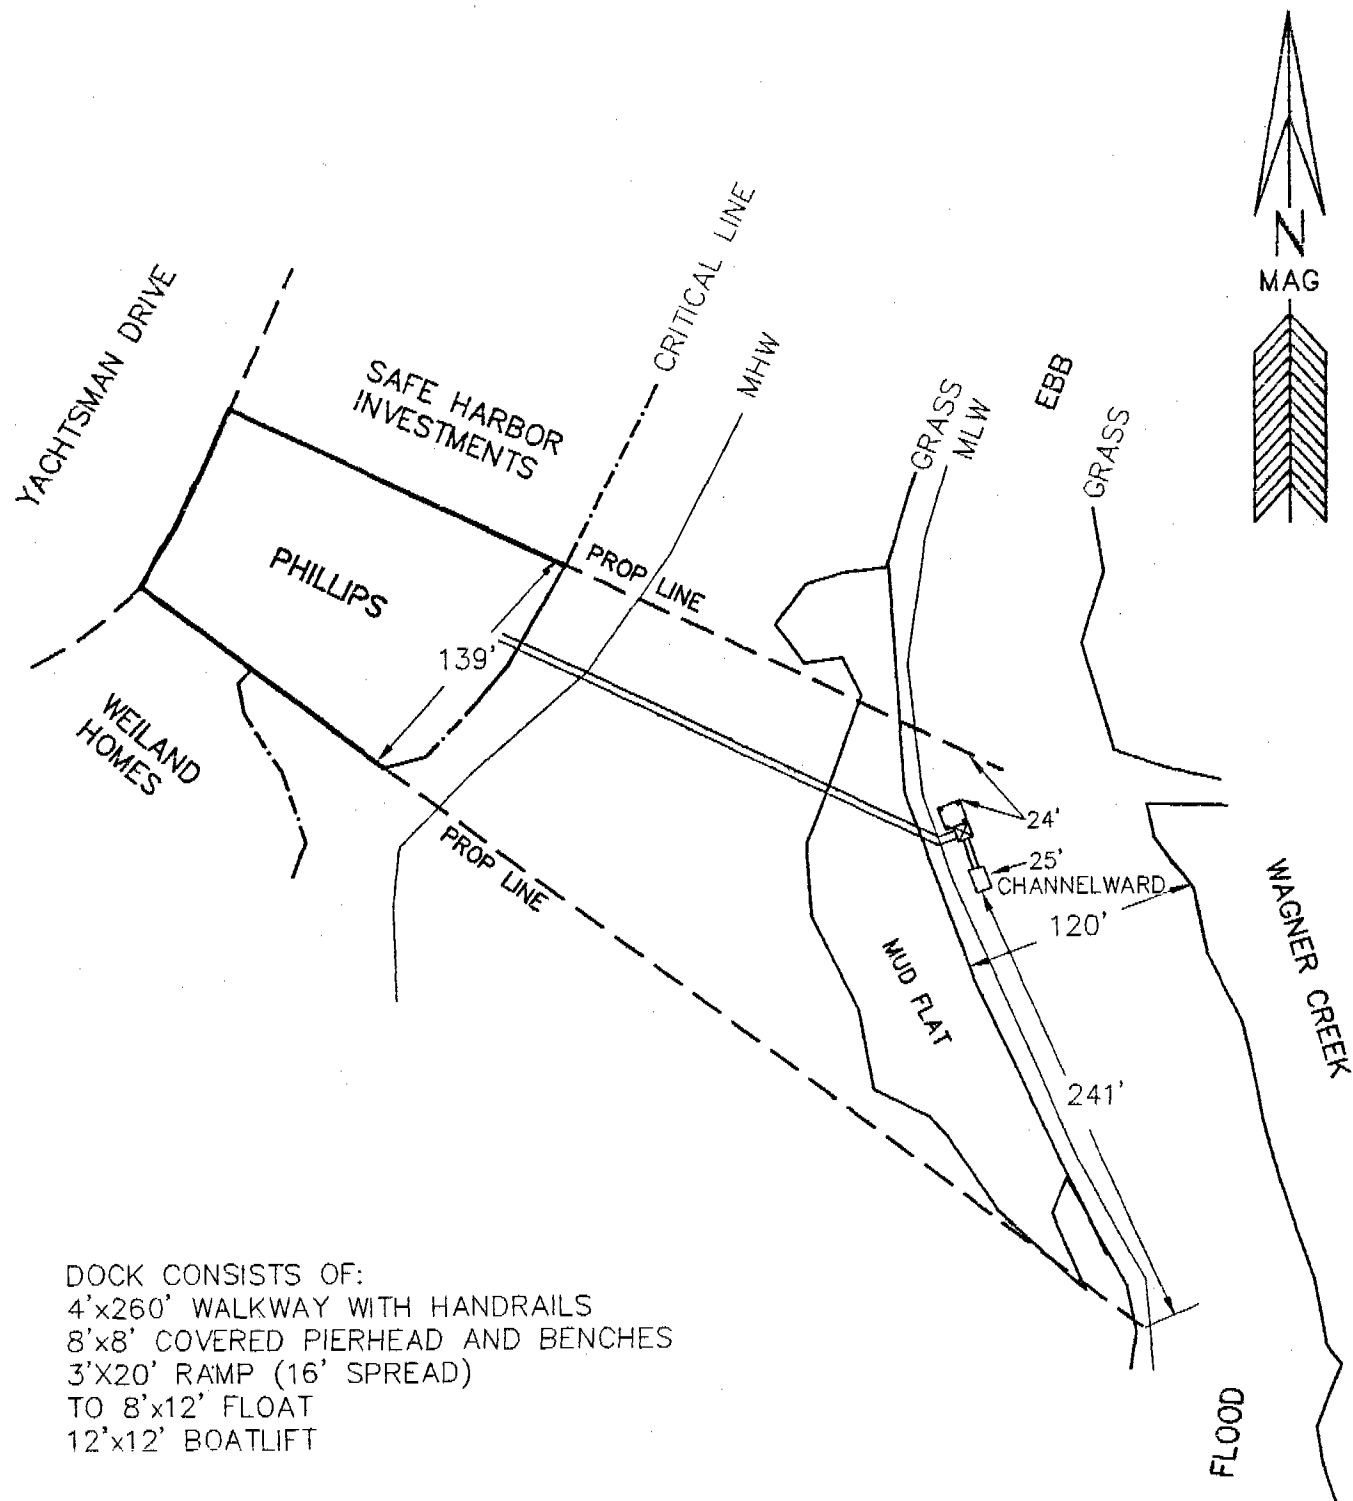 N
MAG
YACHTSMAN DRIVE
SAFE HARBOR
INVESTMENTS
CRITICAL LINE
MHW
GRASS
MLW
EBB
GRASS
PHILLIPS
PROP LINE
139'
WEILAND
HOMES
PROP LINE
24'
25'
CHANNELWARD
120'
MUD FLAT
WAGNER CREEK
241'
DOCK CONSISTS OF:
4'x260' WALKWAY WITH HANDRAILS
8'x8' COVERED PIERHEAD AND BENCHES
3'X20' RAMP (16' SPREAD)
TO 8'x12' FLOAT
12'x12' BOATLIFT
FLOOD